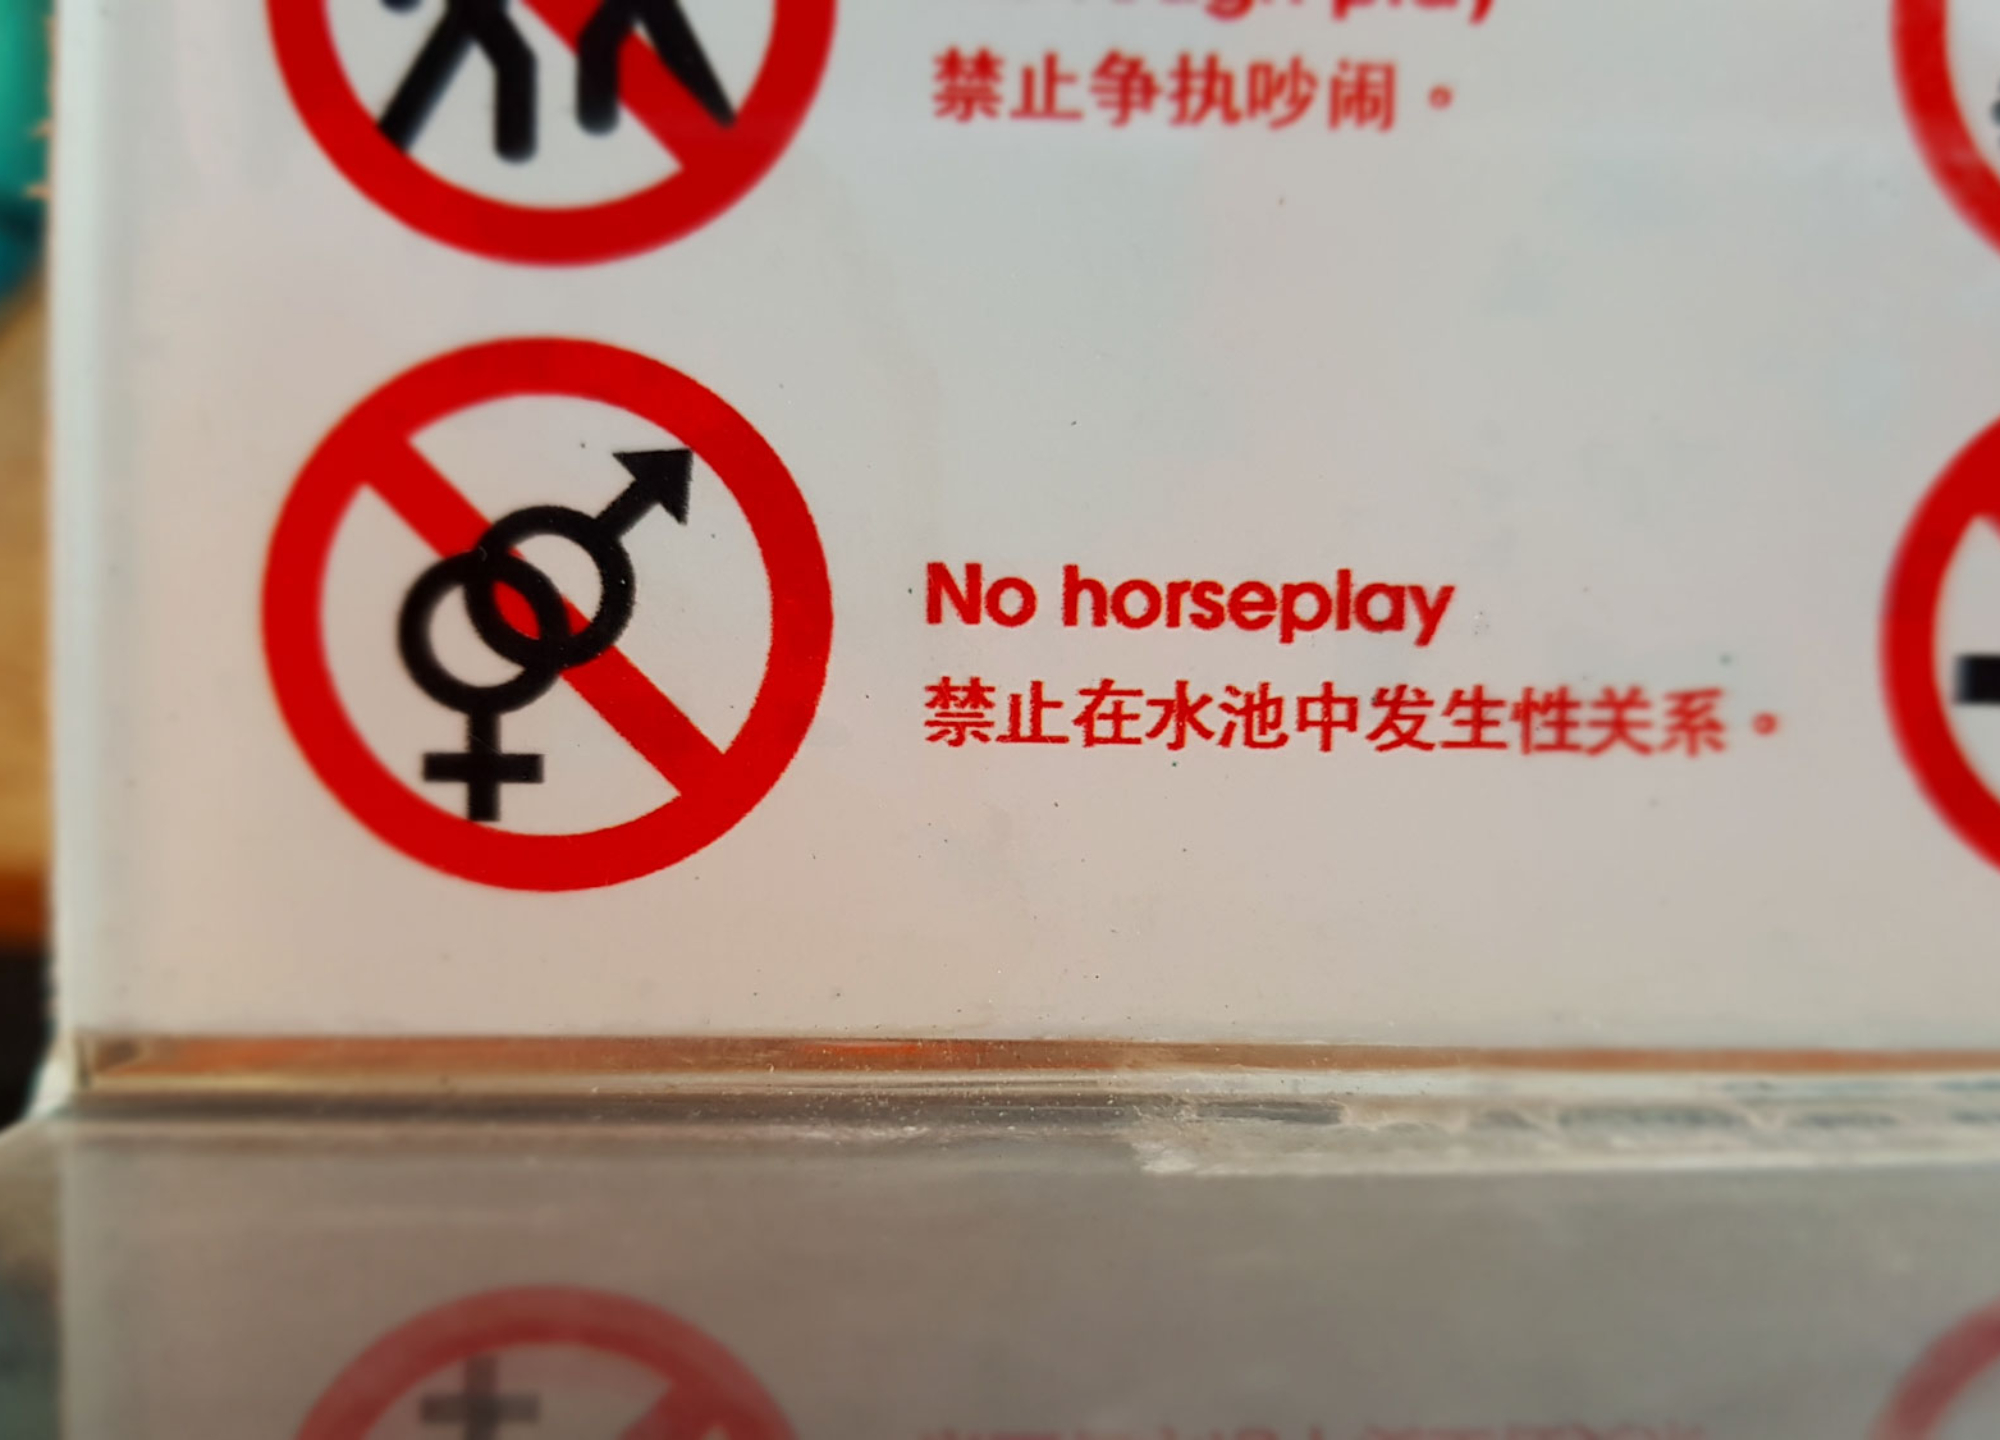 play
禁止争执吵闹。
No horseplay
禁止在水池中发生性关系。